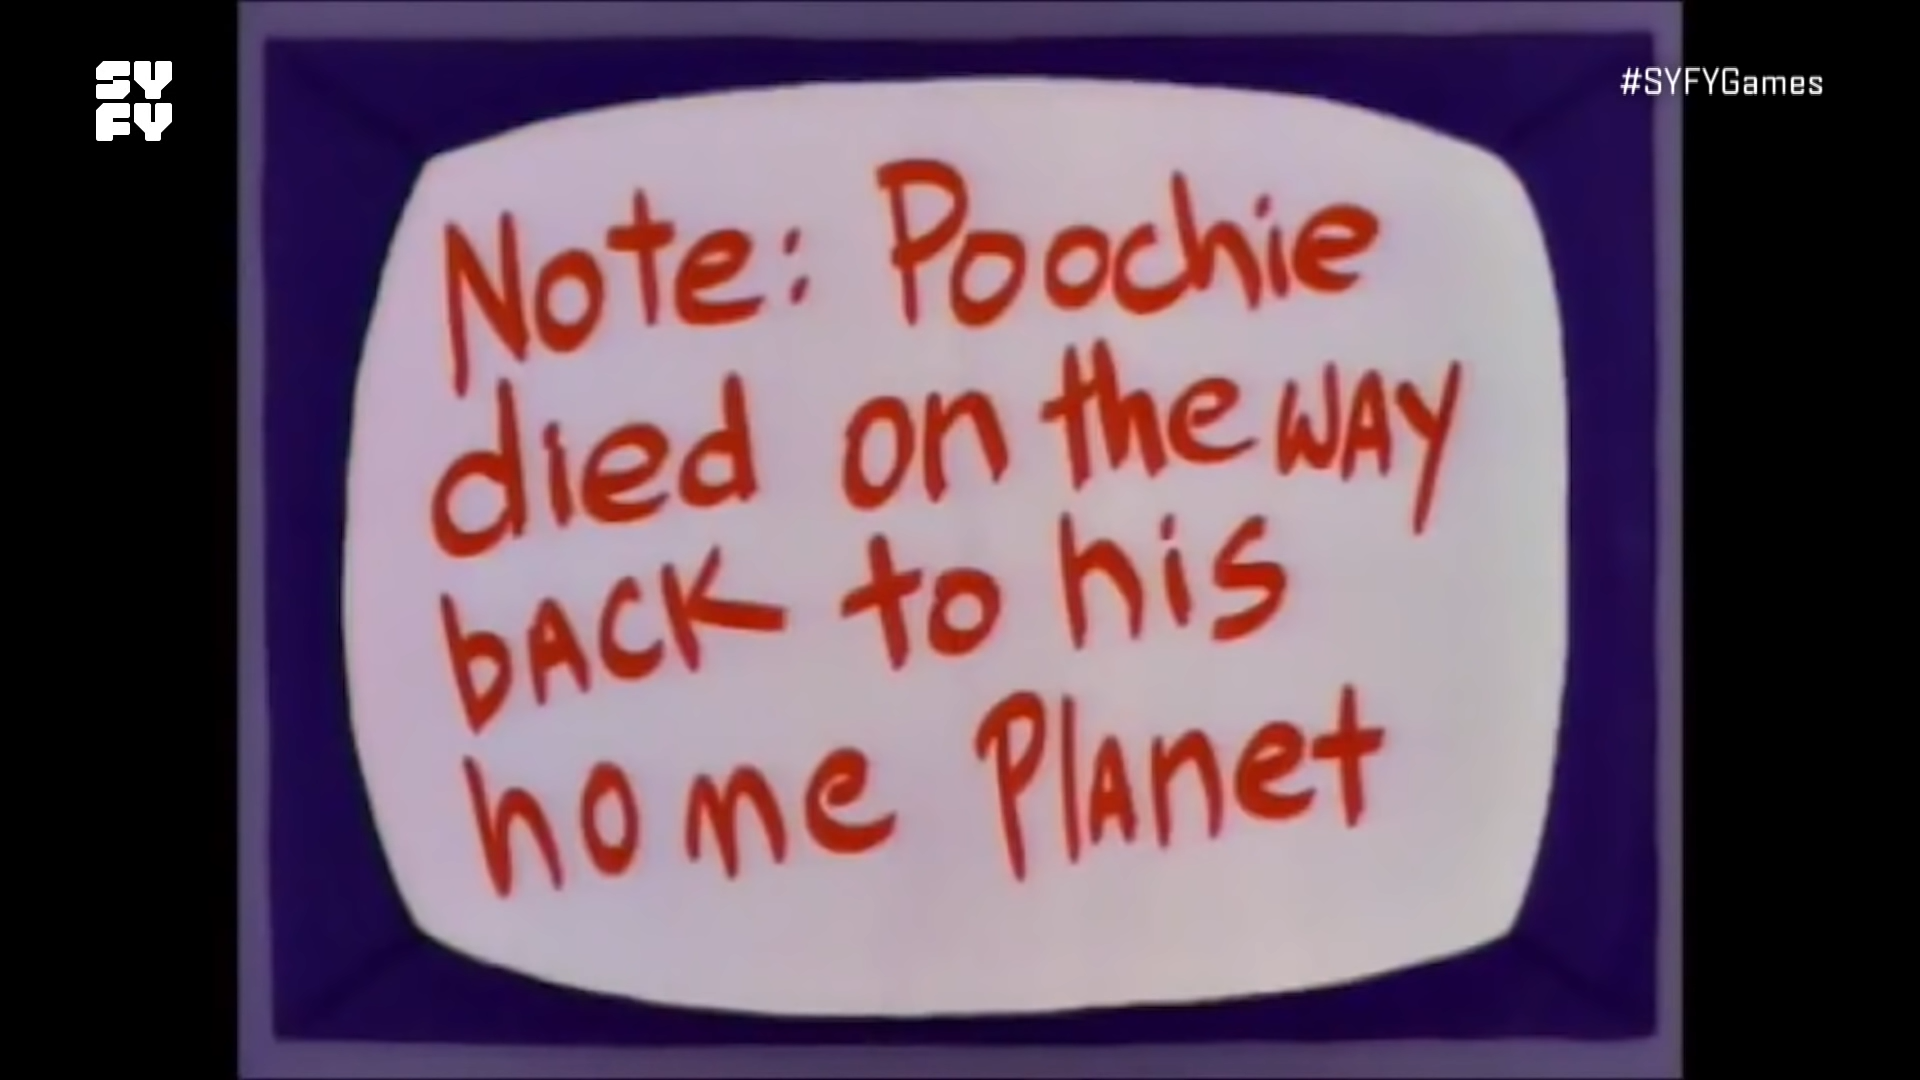 SY
FY
#SYFYGames
Note: Poochie
died on the WAY
bACK to his
home PlAnet